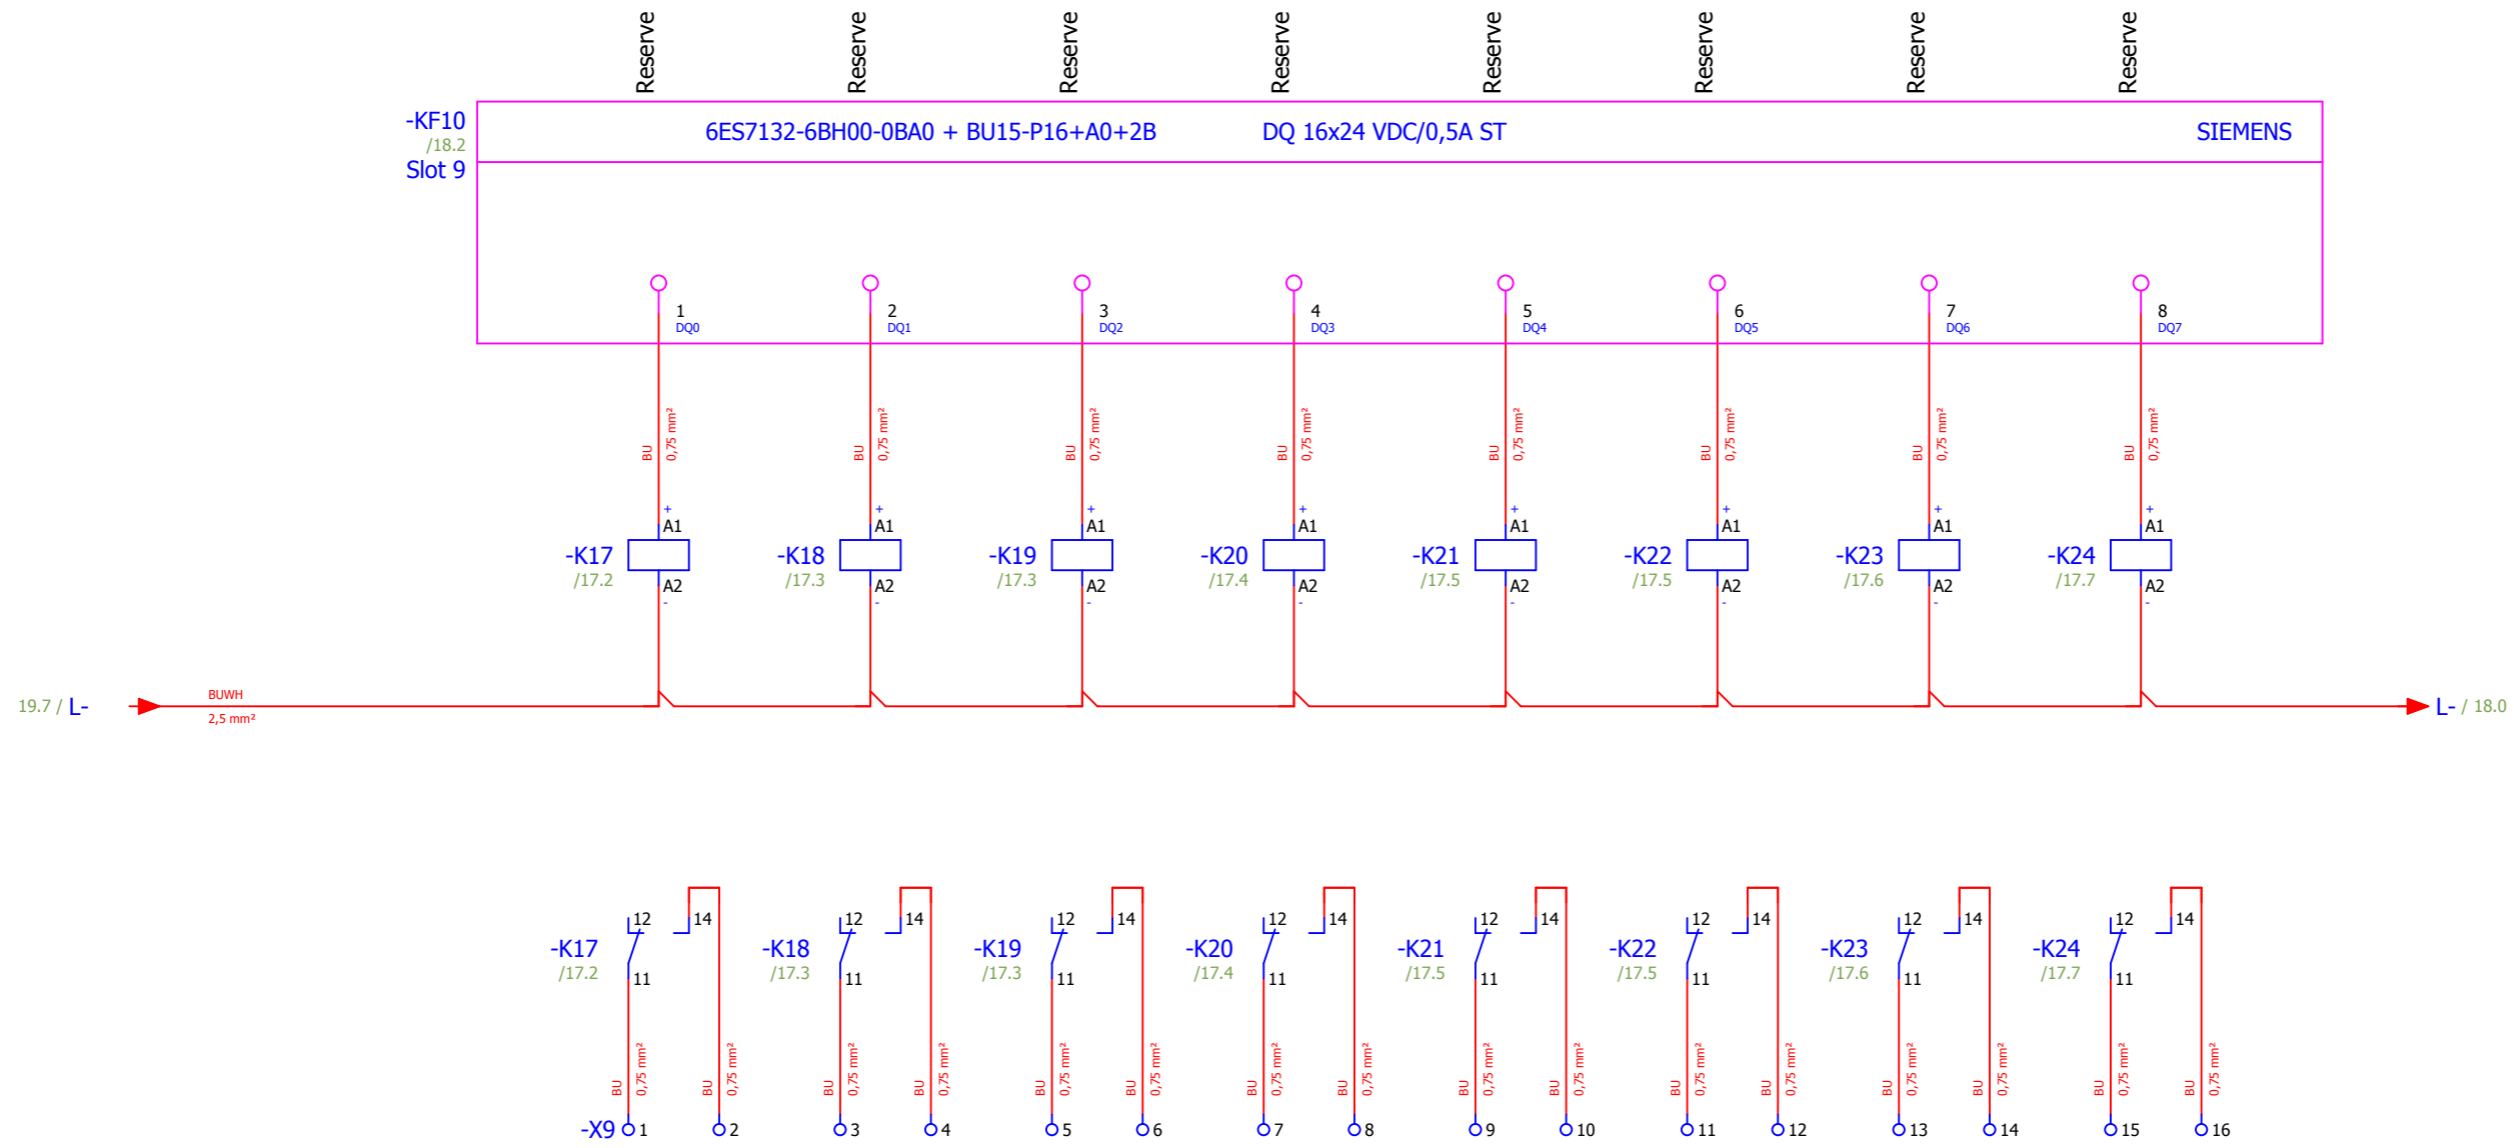 Reserve Reserve Reserve Reserve Reserve Reserve Reserve Reserve
-KF10 6ES7132-6BH00-0BA0 + BU15-P16+A0+2B DQ 16x24 VDC/0,5A ST SIEMENS
/18.2
Slot 9
1 2 3 4 5 6 7 8
DQ0 DQ1 DQ2 DQ3 DQ4 DQ5 DQ6 DQ7
BU 0,75 mm² BU 0,75 mm² BU 0,75 mm² BU 0,75 mm² BU 0,75 mm² BU 0,75 mm² BU 0,75 mm² BU 0,75 mm²
+ + + + + + + +
A1 A1 A1 A1 A1 A1 A1 A1
-K17 -K18 -K19 -K20 -K21 -K22 -K23 -K24
/17.2 /17.3 /17.3 /17.4 /17.5 /17.5 /17.6 /17.7
A2 A2 A2 A2 A2 A2 A2 A2
- - - - - - - -
BUWH
19.7 / L- L- / 18.0
2,5 mm²
12 14 12 14 12 14 12 14 12 14 12 14 12 14 12 14
-K17 -K18 -K19 -K20 -K21 -K22 -K23 -K24
/17.2 /17.3 /17.3 /17.4 /17.5 /17.5 /17.6 /17.7
11 11 11 11 11 11 11 11
BU 0,75 mm² BU 0,75 mm² BU 0,75 mm² BU 0,75 mm² BU 0,75 mm² BU 0,75 mm² BU 0,75 mm² BU 0,75 mm² BU 0,75 mm² BU 0,75 mm² BU 0,75 mm² BU 0,75 mm² BU 0,75 mm² BU 0,75 mm² BU 0,75 mm² BU 0,75 mm²
-X9 1 2 3 4 5 6 7 8 9 10 11 12 13 14 15 16